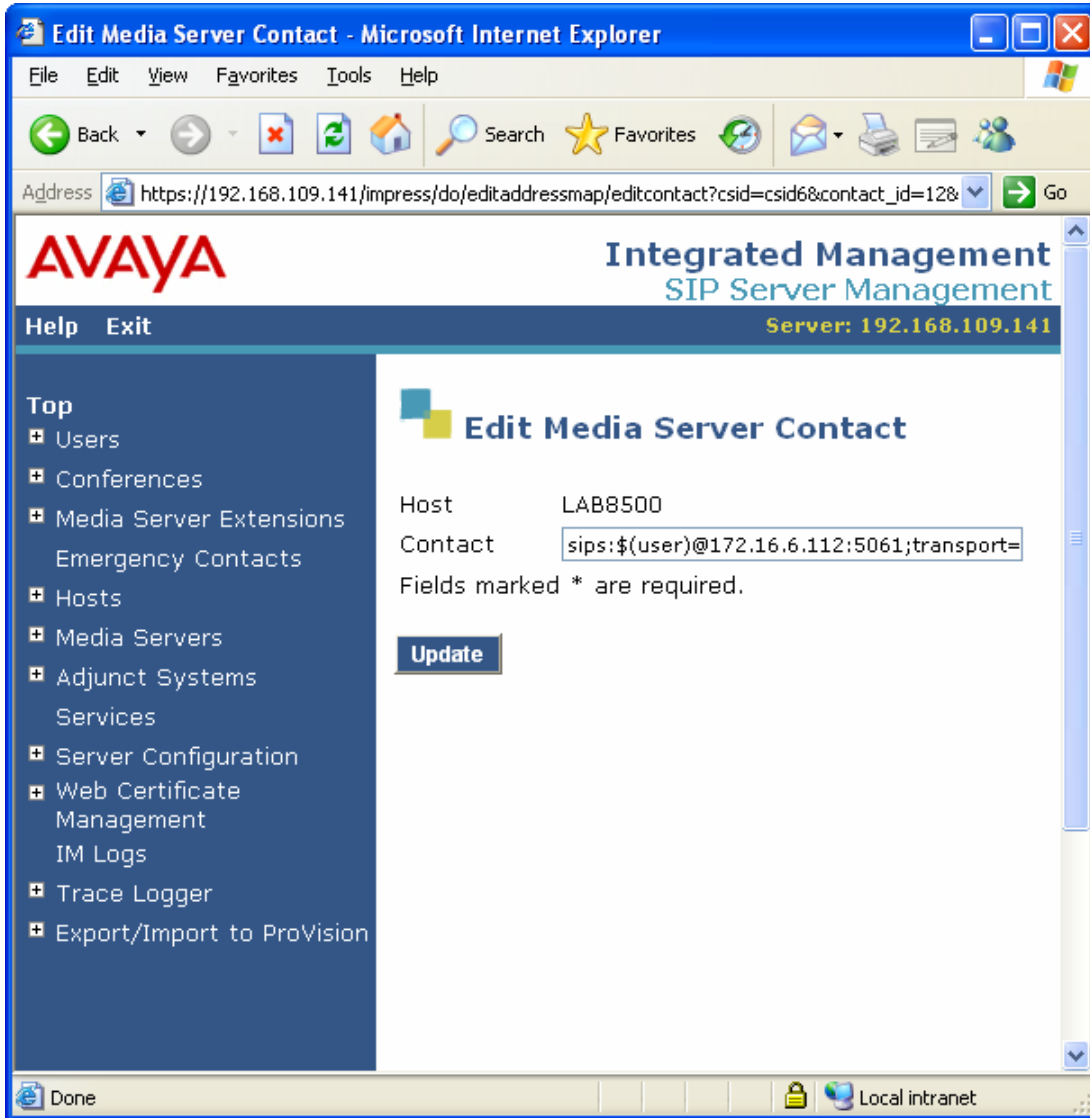 Edit Media Server Contact - Microsoft Internet Explorer
File Edit View Favorites Tools Help
Back Search Favorites
Address https://192.168.109.141/impress/do/editaddressmap/editcontact?csid=csid6&contact_id=12& Go
AVAYA
Integrated Management
SIP Server Management
Help Exit
Server: 192.168.109.141
Top
Users
Conferences
Media Server Extensions
Emergency Contacts
Hosts
Media Servers
Adjunct Systems
Services
Server Configuration
Web Certificate
Management
IM Logs
Trace Logger
Export/Import to ProVision
Edit Media Server Contact
Host LAB8500
Contact sips:$(user)@172.16.6.112:5061;transport=
Fields marked * are required.
Update
Done
Local intranet